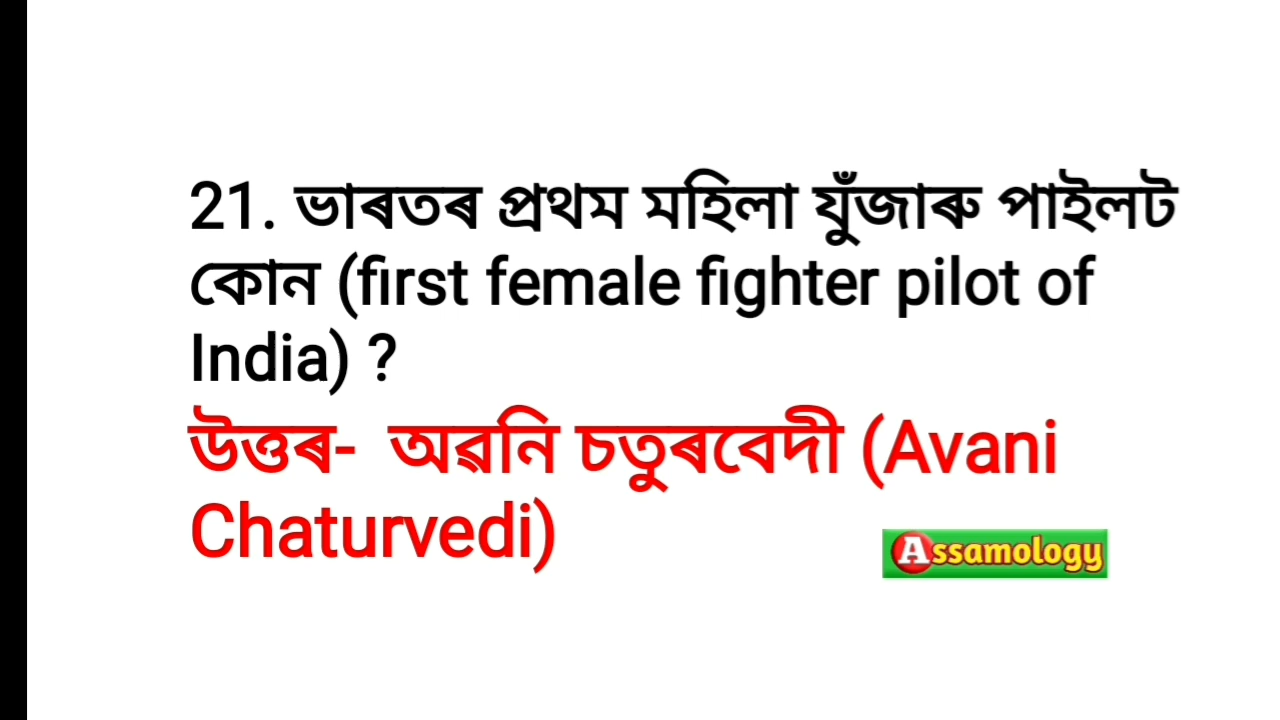 21. ভাৰতৰ প্ৰথম মহিলা যুঁজাৰু পাইলট
কোন (first female fighter pilot of
India) ?
উত্তৰ- অৱনি চতুৰবেদী (Avani
Chaturvedi)
Assamology